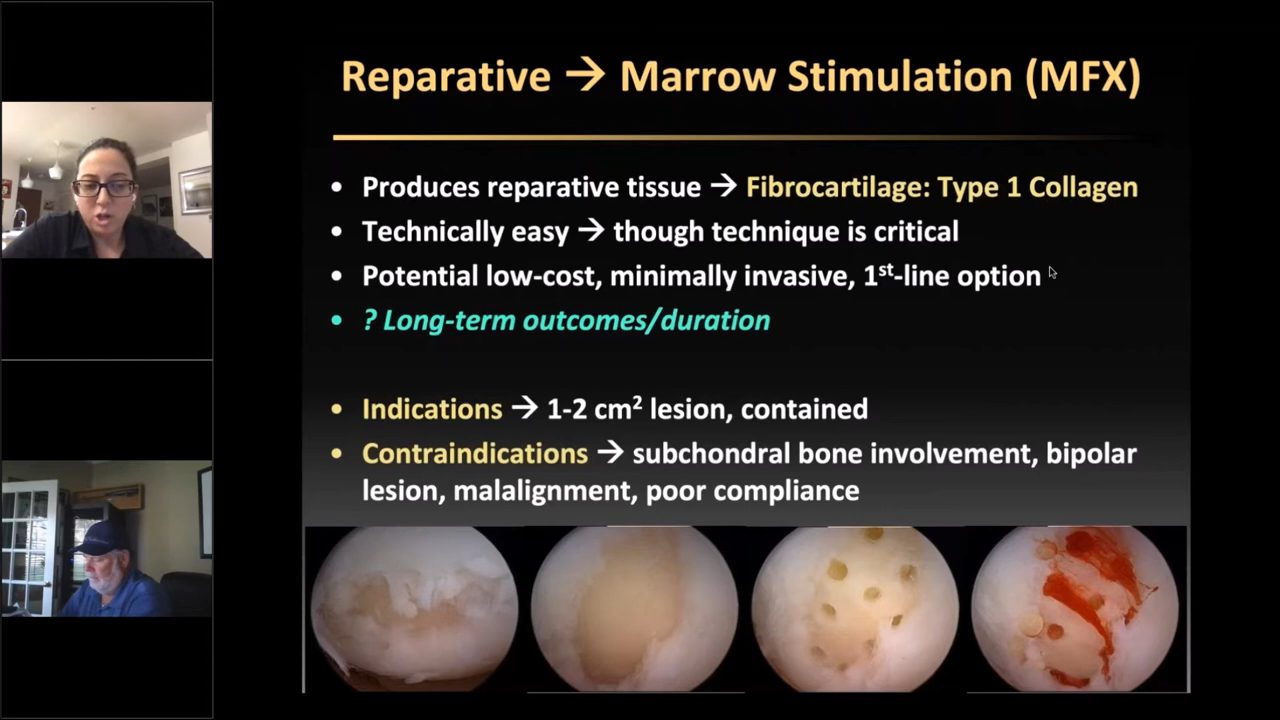 Reparative → Marrow Stimulation (MFX)
• Produces reparative tissue → Fibrocartilage: Type 1 Collagen
• Technically easy → though technique is critical
• Potential low-cost, minimally invasive, 1st-line option
• ? Long-term outcomes/duration
• Indications → 1-2 cm² lesion, contained
• Contraindications → subchondral bone involvement, bipolar
lesion, malalignment, poor compliance